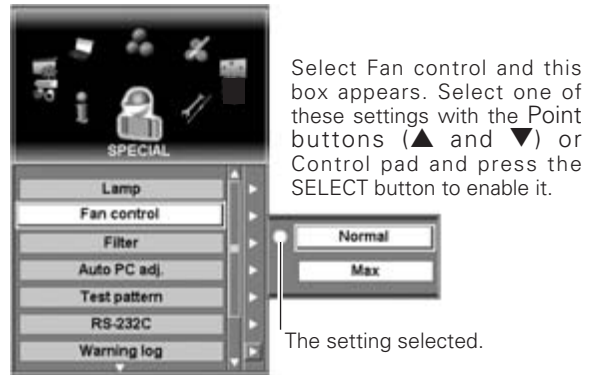 Select Fan control and this
box appears. Select one of
these settings with the Point
buttons (▲ and ▼) or
Control pad and press the
SELECT button to enable it.
SPECIAL
Lamp
Fan control
Filter
Auto PC adj.
Test pattern
RS-232C
Warning log
Normal
Max
The setting selected.